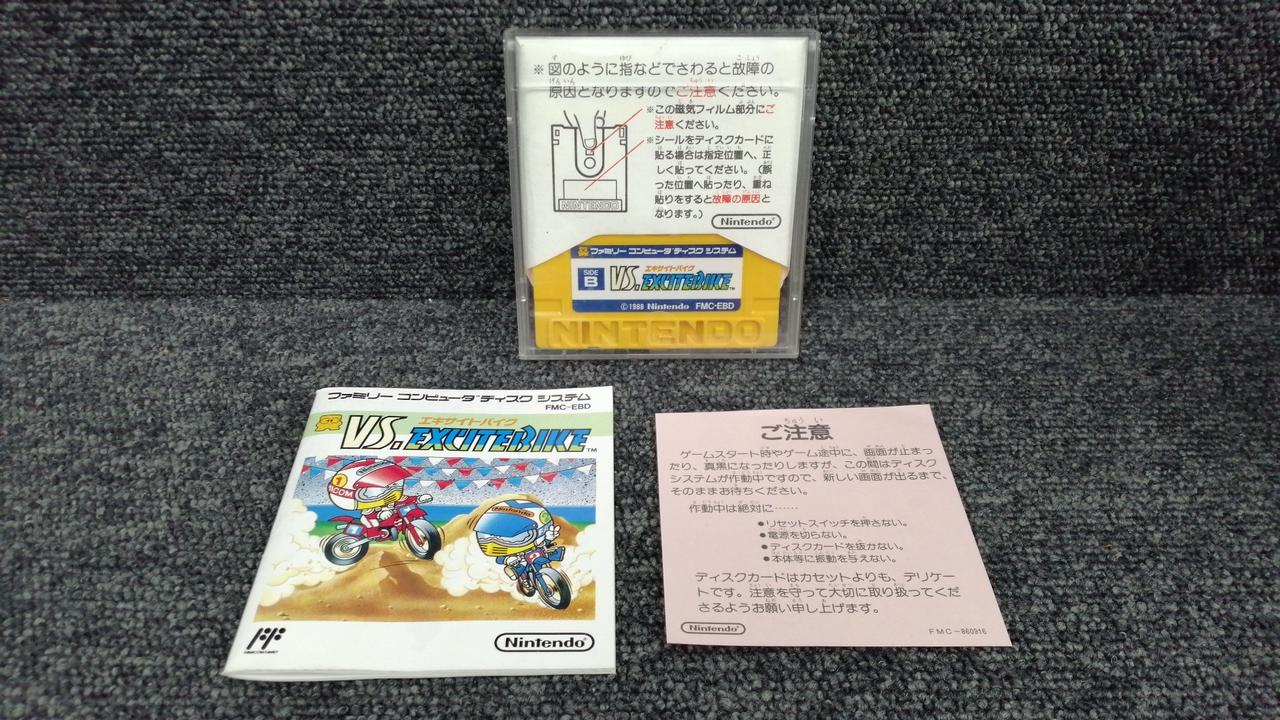 ※図のように指などでさわると故障の
原因となりますのでご注意ください。
※この磁気フィルム部分にご
注意ください。
※シールをディスクカードに
貼る場合は指定位置へ、正
しく貼ってください。(誤
った位置へ貼ったり、重ね
貼りをすると故障の原因と
なります。)
NINTENDO
Nintendo®
ファミリー コンピュータ ディスク システム
SIDE
B
エキサイトバイク
VS. EXCITEBIKE™
©1988 Nintendo FMC-EBD
NINTENDO
ファミリー コンピュータ™ ディスク システム
FMC-EBD
エキサイトバイク
VS. EXCITEBIKE™
1
Nintendo
Nintendo®
ご注意
ゲームスタート時やゲーム途中に、画面が止まっ
たり、真黒になったりしますが、この間はディスク
システムが作動中ですので、新しい画面が出るまで、
そのままお待ちください。
作動中は絶対に……
●リセットスイッチを押さない。
●電源を切らない。
●ディスクカードを抜かない。
●本体等に振動を与えない。
ディスクカードはカセットよりも、デリケー
トです。注意を守って大切に取り扱ってくだ
さるようお願い申し上げます。
Nintendo®
FMC-860916